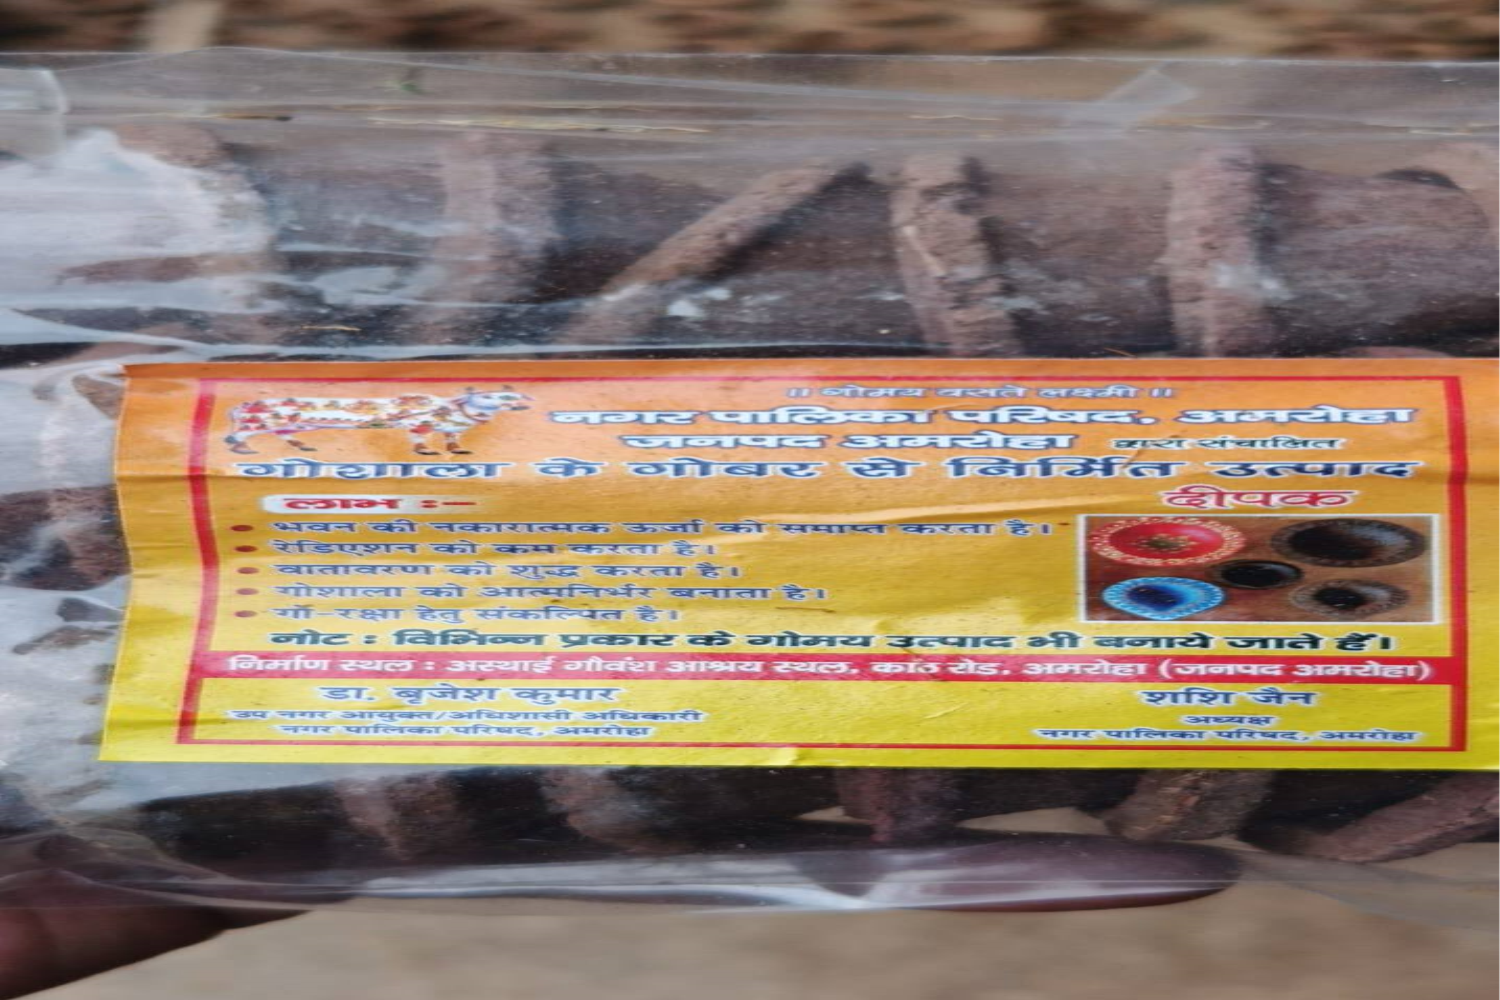 ॥ गोमय वसते लक्ष्मी ॥
नगर पालिका परिषद, अमरोहा
जनपद अमरोहा द्वारा संचालित
गोशाला के गोबर से निर्मित उत्पाद
लाभ :-
दीपक
• भवन की नकारात्मक ऊर्जा को समाप्त करता है।
• रेडिएशन को कम करता है।
• वातावरण को शुद्ध करता है।
• गोशाला को आत्मनिर्भर बनाता है।
• गौ रक्षा हेतु संकल्पित है।
नोट : विभिन्न प्रकार के गोमय उत्पाद भी बनाये जाते हैं।
निर्माण स्थल : अस्थाई गौवंश आश्रय स्थल, कांठ रोड, अमरोहा (जनपद अमरोहा)
डा. बृजेश कुमार
उप नगर आयुक्त/अधिशासी अधिकारी
नगर पालिका परिषद, अमरोहा
शशि जैन
अध्यक्ष
नगर पालिका परिषद, अमरोहा